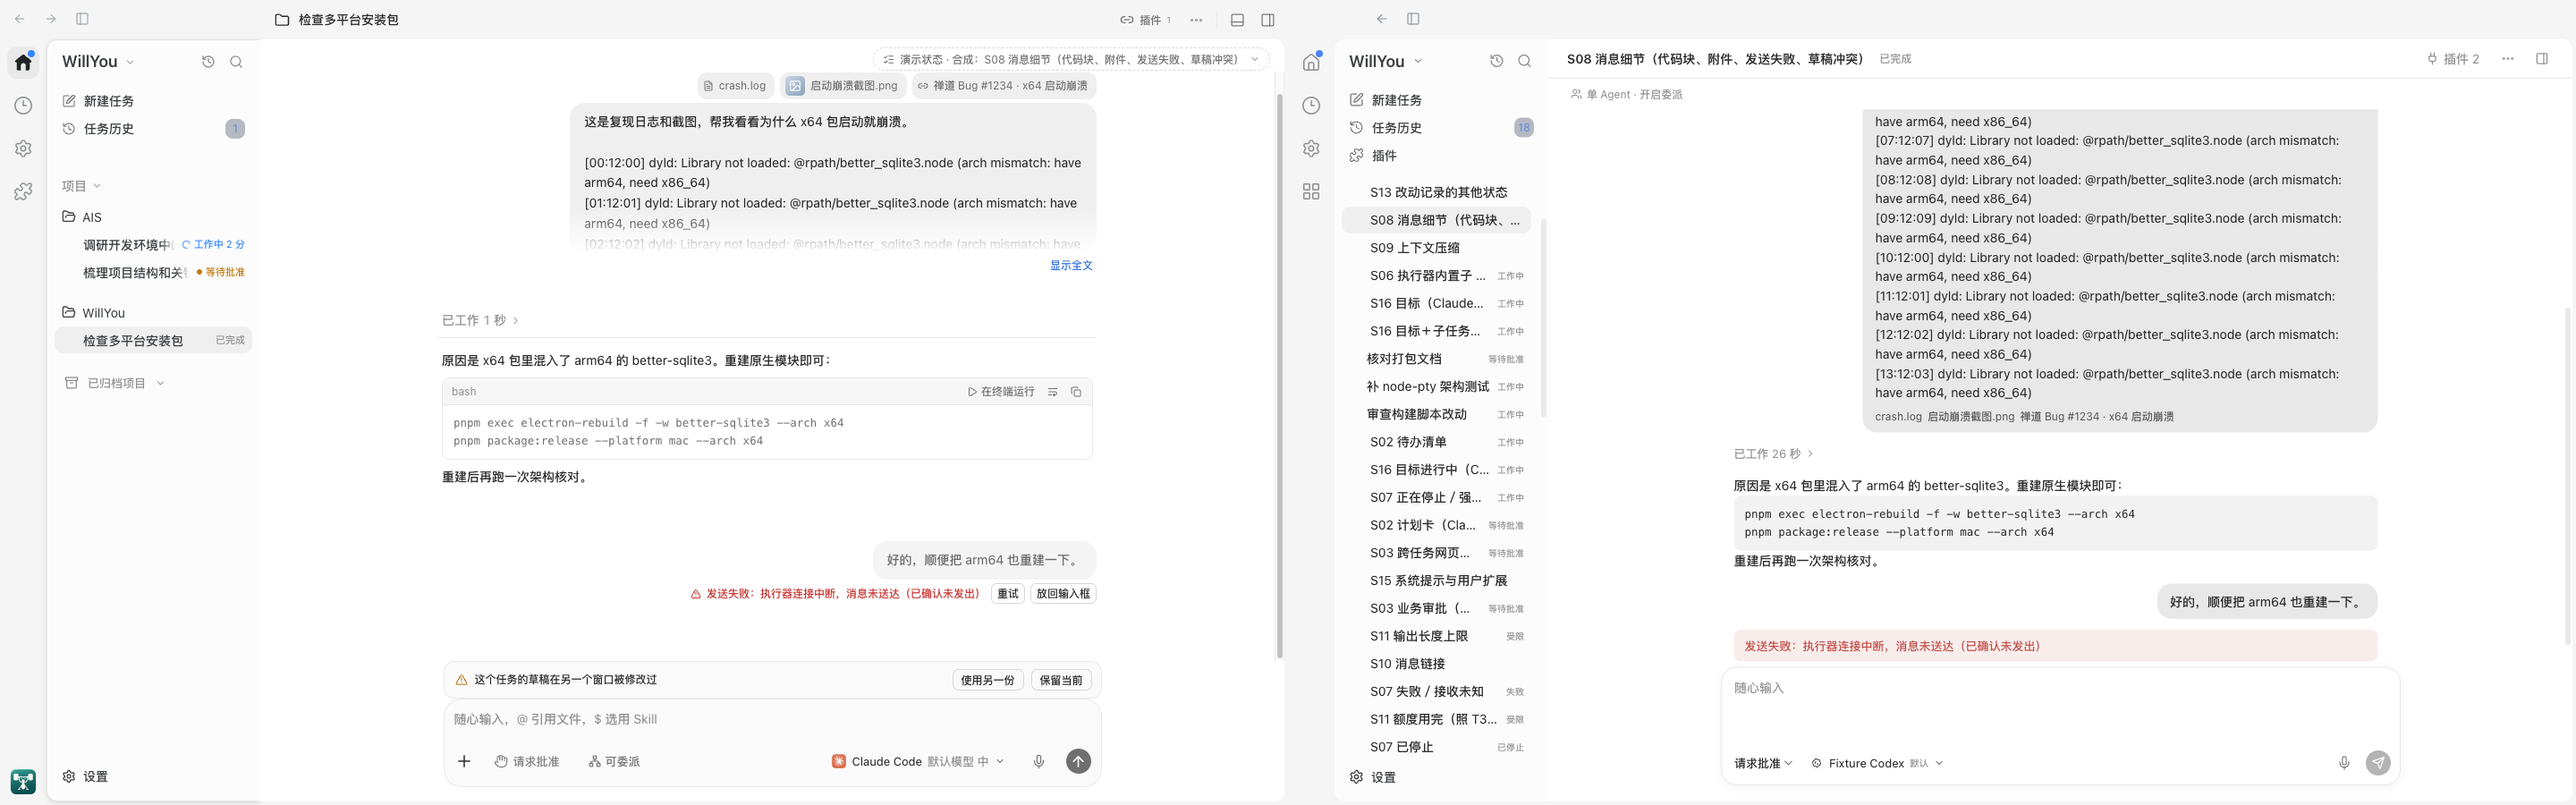 检查多平台安装包
插件 1
WillYou
新建任务
任务历史
1
项目
AIS
调研开发环境中
工作中 2 分
梳理项目结构和关
等待批准
WillYou
检查多平台安装包
已完成
已归档项目
设置
演示状态 · 合成：S08 消息细节（代码块、附件、发送失败、草稿冲突）
crash.log
启动崩溃截图.png
禅道 Bug #1234 · x64 启动崩溃
这是复现日志和截图，帮我看看为什么 x64 包启动就崩溃。
[00:12:00] dyld: Library not loaded: @rpath/better_sqlite3.node (arch mismatch: have
arm64, need x86_64)
[01:12:01] dyld: Library not loaded: @rpath/better_sqlite3.node (arch mismatch: have
arm64, need x86_64)
[02:12:02] dyld: Library not loaded: @rpath/better_sqlite3.node (arch mismatch: have
显示全文
已工作 1 秒
原因是 x64 包里混入了 arm64 的 better-sqlite3。重建原生模块即可：
bash
在终端运行
pnpm exec electron-rebuild -f -w better-sqlite3 --arch x64
pnpm package:release --platform mac --arch x64
重建后再跑一次架构核对。
好的，顺便把 arm64 也重建一下。
发送失败：执行器连接中断，消息未送达（已确认未发出）
重试
放回输入框
这个任务的草稿在另一个窗口被修改过
使用另一份
保留当前
随心输入，@ 引用文件，$ 选用 Skill
请求批准
可委派
Claude Code 默认模型 中
WillYou
新建任务
任务历史
18
插件
S13 改动记录的其他状态
S08 消息细节（代码块、...
S09 上下文压缩
S06 执行器内置子 ...
工作中
S16 目标（Claude...
工作中
S16 目标＋子任务...
工作中
核对打包文档
等待批准
补 node-pty 架构测试
工作中
审查构建脚本改动
工作中
S02 待办清单
工作中
S16 目标进行中（C...
工作中
S07 正在停止 / 强...
工作中
S02 计划卡（Cla...
等待批准
S03 跨任务网页...
等待批准
S15 系统提示与用户扩展
S03 业务审批（...
等待批准
S11 输出长度上限
受限
S10 消息链接
S07 失败 / 接收未知
失败
S11 额度用完（照 T3...
受限
S07 已停止
已停止
设置
S08 消息细节（代码块、附件、发送失败、草稿冲突）
已完成
插件 2
单 Agent · 开启委派
have arm64, need x86_64)
[07:12:07] dyld: Library not loaded: @rpath/better_sqlite3.node (arch mismatch:
have arm64, need x86_64)
[08:12:08] dyld: Library not loaded: @rpath/better_sqlite3.node (arch mismatch:
have arm64, need x86_64)
[09:12:09] dyld: Library not loaded: @rpath/better_sqlite3.node (arch mismatch:
have arm64, need x86_64)
[10:12:00] dyld: Library not loaded: @rpath/better_sqlite3.node (arch mismatch:
have arm64, need x86_64)
[11:12:01] dyld: Library not loaded: @rpath/better_sqlite3.node (arch mismatch:
have arm64, need x86_64)
[12:12:02] dyld: Library not loaded: @rpath/better_sqlite3.node (arch mismatch:
have arm64, need x86_64)
[13:12:03] dyld: Library not loaded: @rpath/better_sqlite3.node (arch mismatch:
have arm64, need x86_64)
crash.log 启动崩溃截图.png 禅道 Bug #1234 · x64 启动崩溃
已工作 26 秒
原因是 x64 包里混入了 arm64 的 better-sqlite3。重建原生模块即可：
pnpm exec electron-rebuild -f -w better-sqlite3 --arch x64
pnpm package:release --platform mac --arch x64
重建后再跑一次架构核对。
好的，顺便把 arm64 也重建一下。
发送失败：执行器连接中断，消息未送达（已确认未发出）
随心输入
请求批准
Fixture Codex 默认